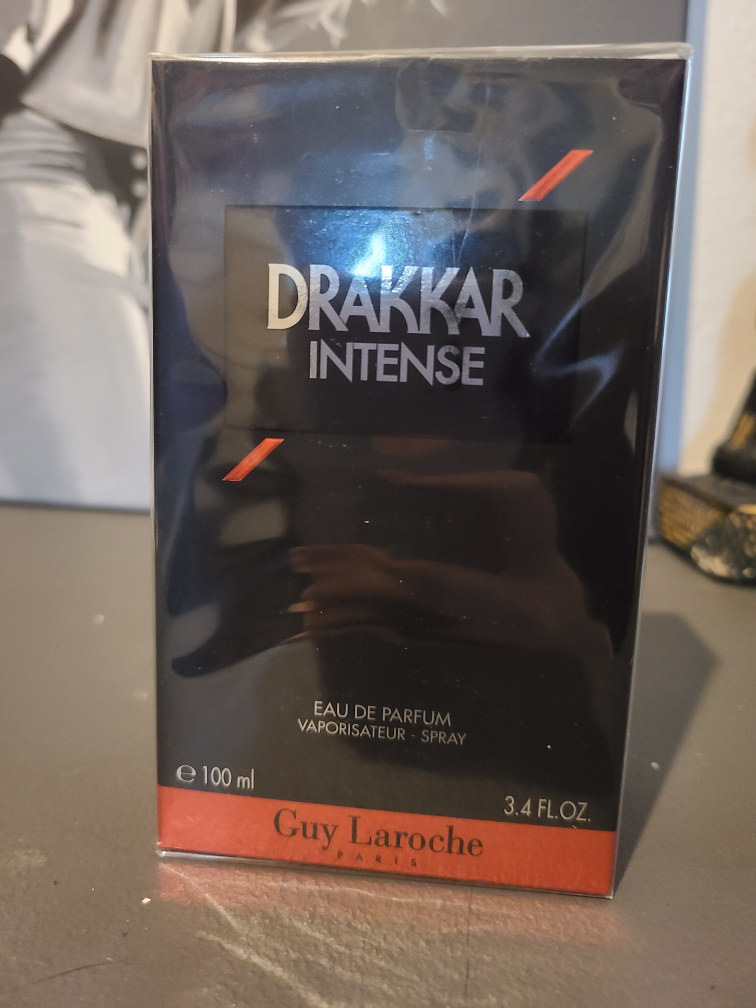 DRAKKAR
INTENSE
EAU DE PARFUM
VAPORISATEUR - SPRAY
℮ 100 ml
3.4 FL.OZ.
Guy Laroche
PARIS